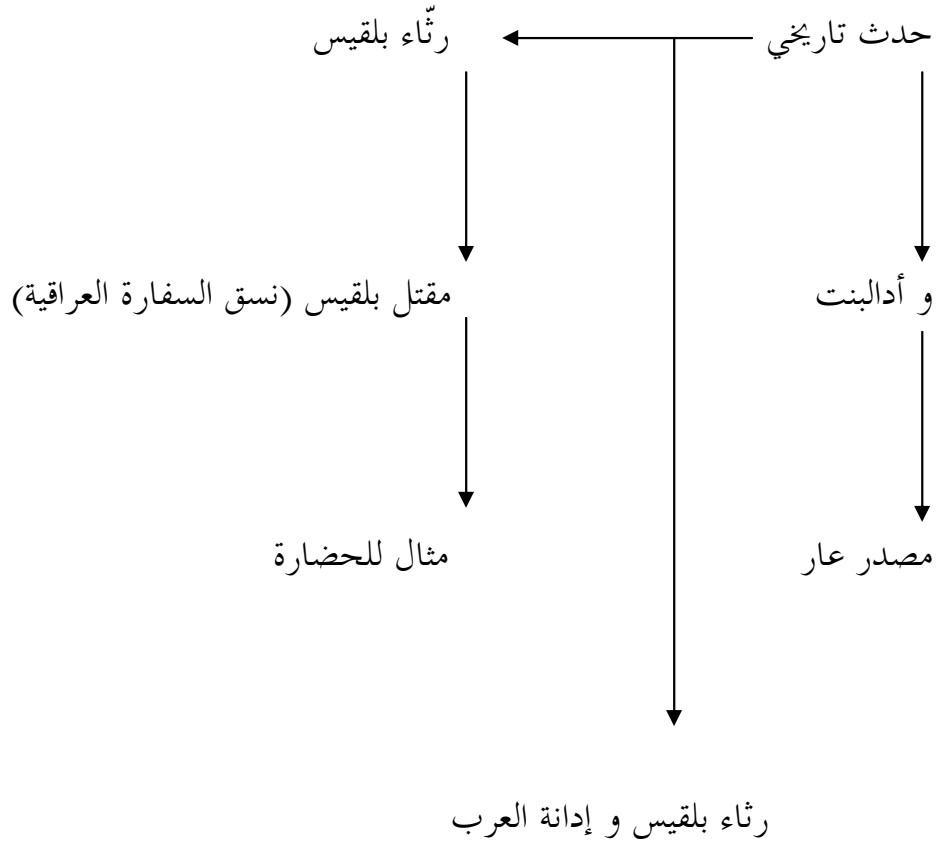 حدث تاريخي
رثّاء بلقيس
و أدالبنت
مقتل بلقيس (نسق السفارة العراقية)
مصدر عار
مثال للحضارة
رثاء بلقيس و إدانة العرب